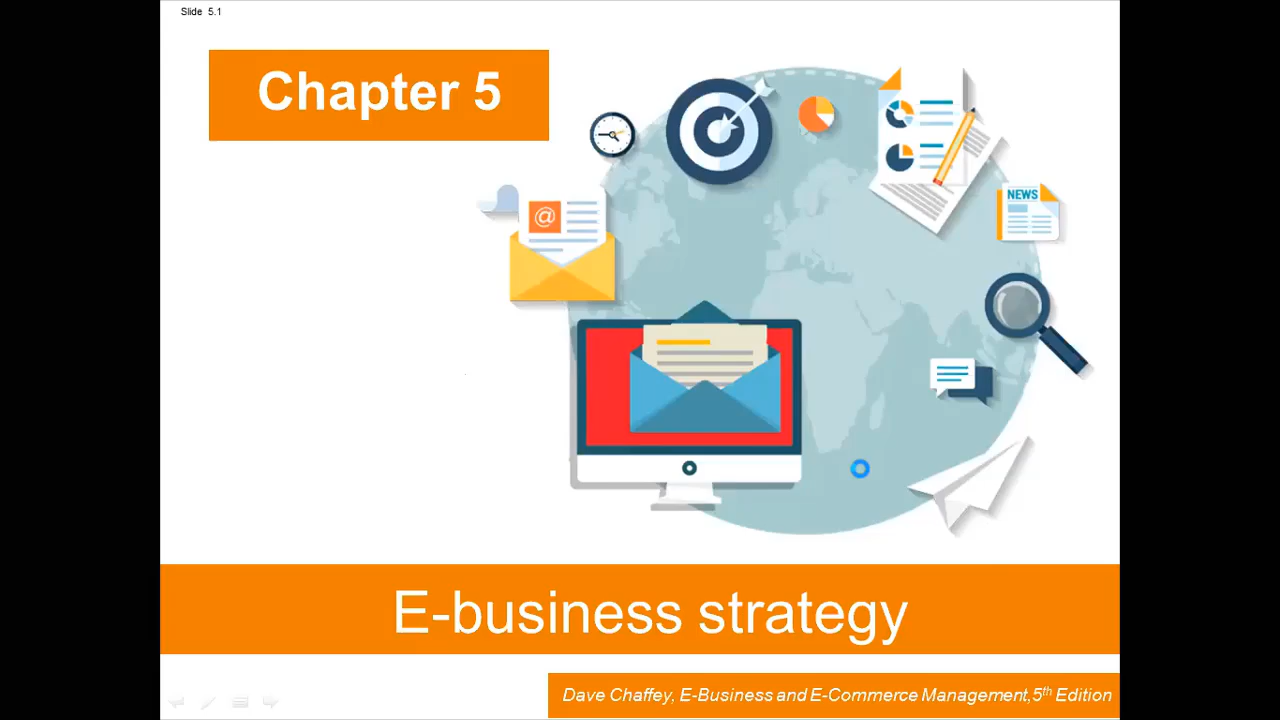 Slide 5.1
Chapter 5
@
NEWS
E-business strategy
Dave Chaffey, E-Business and E-Commerce Management,5th Edition